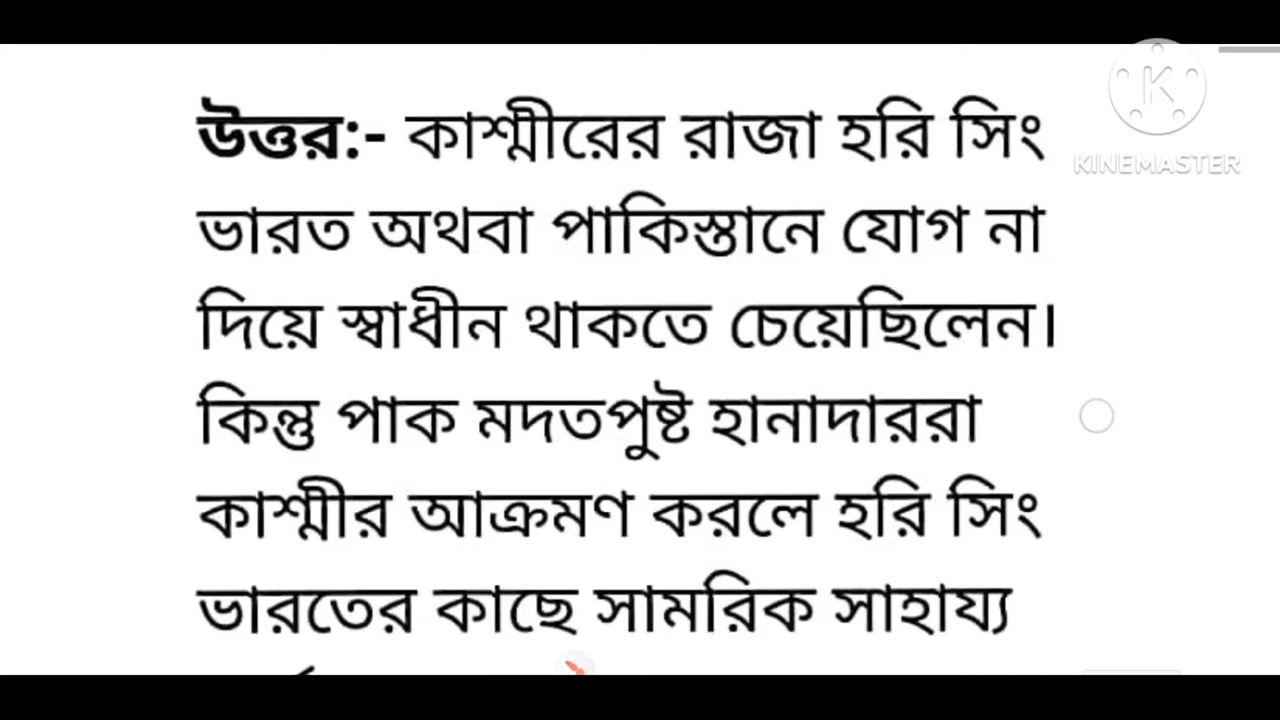 উত্তর:- কাশ্মীরের রাজা হরি সিং
ভারত অথবা পাকিস্তানে যোগ না
দিয়ে স্বাধীন থাকতে চেয়েছিলেন।
কিন্তু পাক মদতপুষ্ট হানাদাররা
কাশ্মীর আক্রমণ করলে হরি সিং
ভারতের কাছে সামরিক সাহায্য
KINEMASTER